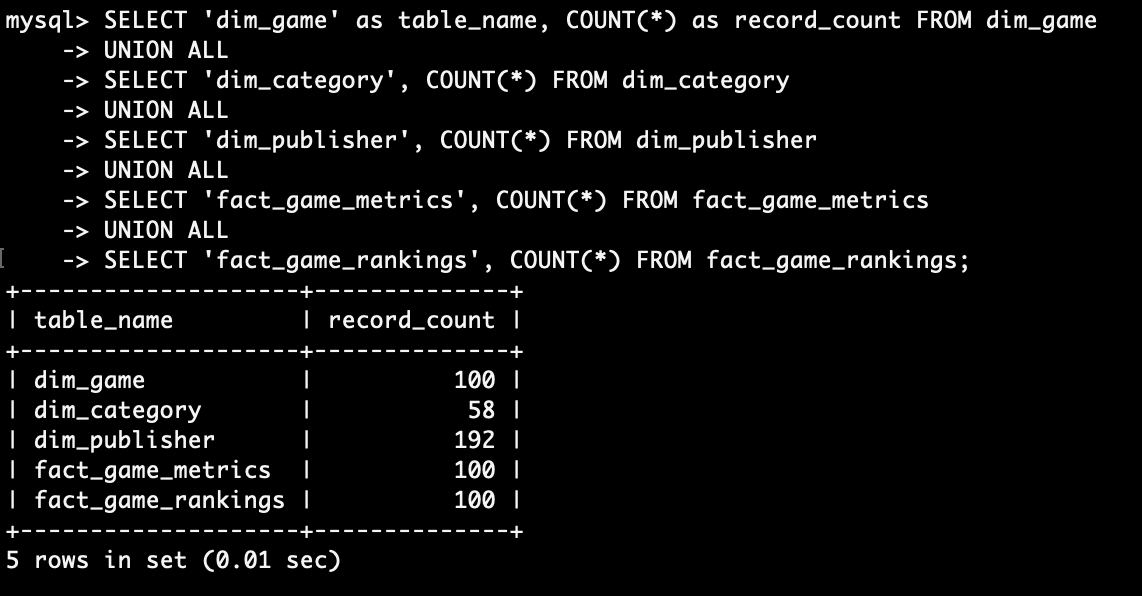 mysql> SELECT 'dim_game' as table_name, COUNT(*) as record_count FROM dim_game
    -> UNION ALL
    -> SELECT 'dim_category', COUNT(*) FROM dim_category
    -> UNION ALL
    -> SELECT 'dim_publisher', COUNT(*) FROM dim_publisher
    -> UNION ALL
    -> SELECT 'fact_game_metrics', COUNT(*) FROM fact_game_metrics
    -> UNION ALL
    -> SELECT 'fact_game_rankings', COUNT(*) FROM fact_game_rankings;
+--------------------+--------------+
| table_name         | record_count |
+--------------------+--------------+
| dim_game           |          100 |
| dim_category       |           58 |
| dim_publisher      |          192 |
| fact_game_metrics  |          100 |
| fact_game_rankings |          100 |
+--------------------+--------------+
5 rows in set (0.01 sec)